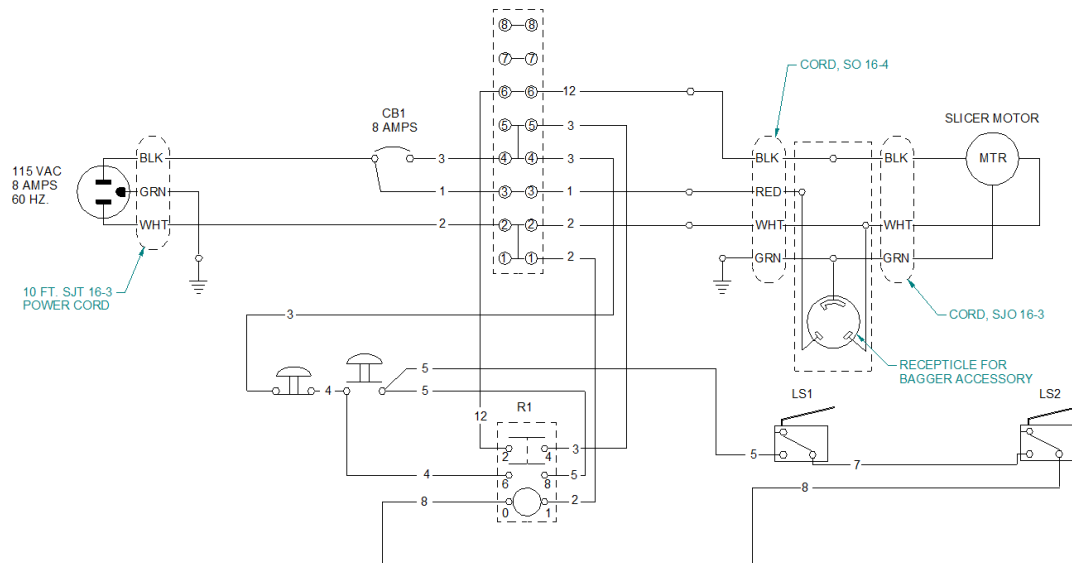 8 8
7 7
CORD, SO 16-4
6 6 12
CB1
8 AMPS
SLICER MOTOR
5 5 3
115 VAC
8 AMPS
60 HZ.
BLK 3 4 4 3 BLK BLK MTR
GRN 1 3 3 1 RED
WHT 2 2 2 2 WHT WHT
1 1 2 GRN GRN
10 FT. SJT 16-3
POWER CORD
3
CORD, SJO 16-3
RECEPTICLE FOR
BAGGER ACCESSORY
5
4 5
LS1 LS2
R1
12
2 4 3
5
7
4 6 8 5
8
8 0 1 2